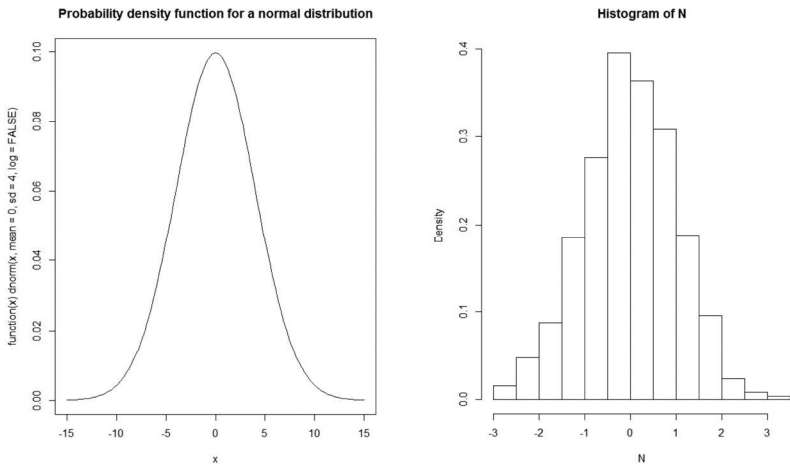 Probability density function for a normal distribution
function(x) dnorm(x, mean = 0, sd = 4, log = FALSE)
0.10
0.08
0.06
0.04
0.02
0.00
-15 -10 -5 0 5 10 15
x
Histogram of N
Density
0.4
0.3
0.2
0.1
0.0
-3 -2 -1 0 1 2 3
N